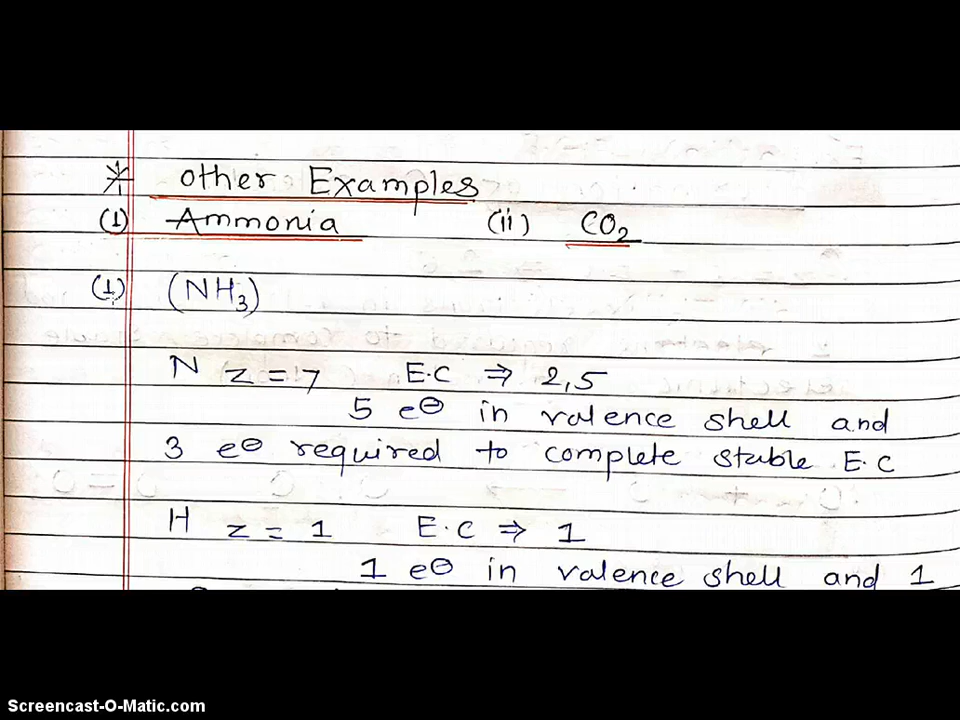 * other Examples
(1) Ammonia (ii) CO₂
(1) (NH₃)
N z = 7 E.C ⇒ 2,5
5 e⊖ in valence shell and
3 e⊖ required to complete stable E.C
H z = 1 E.C ⇒ 1
1 e⊖ in valence shell and 1
Screencast-O-Matic.com